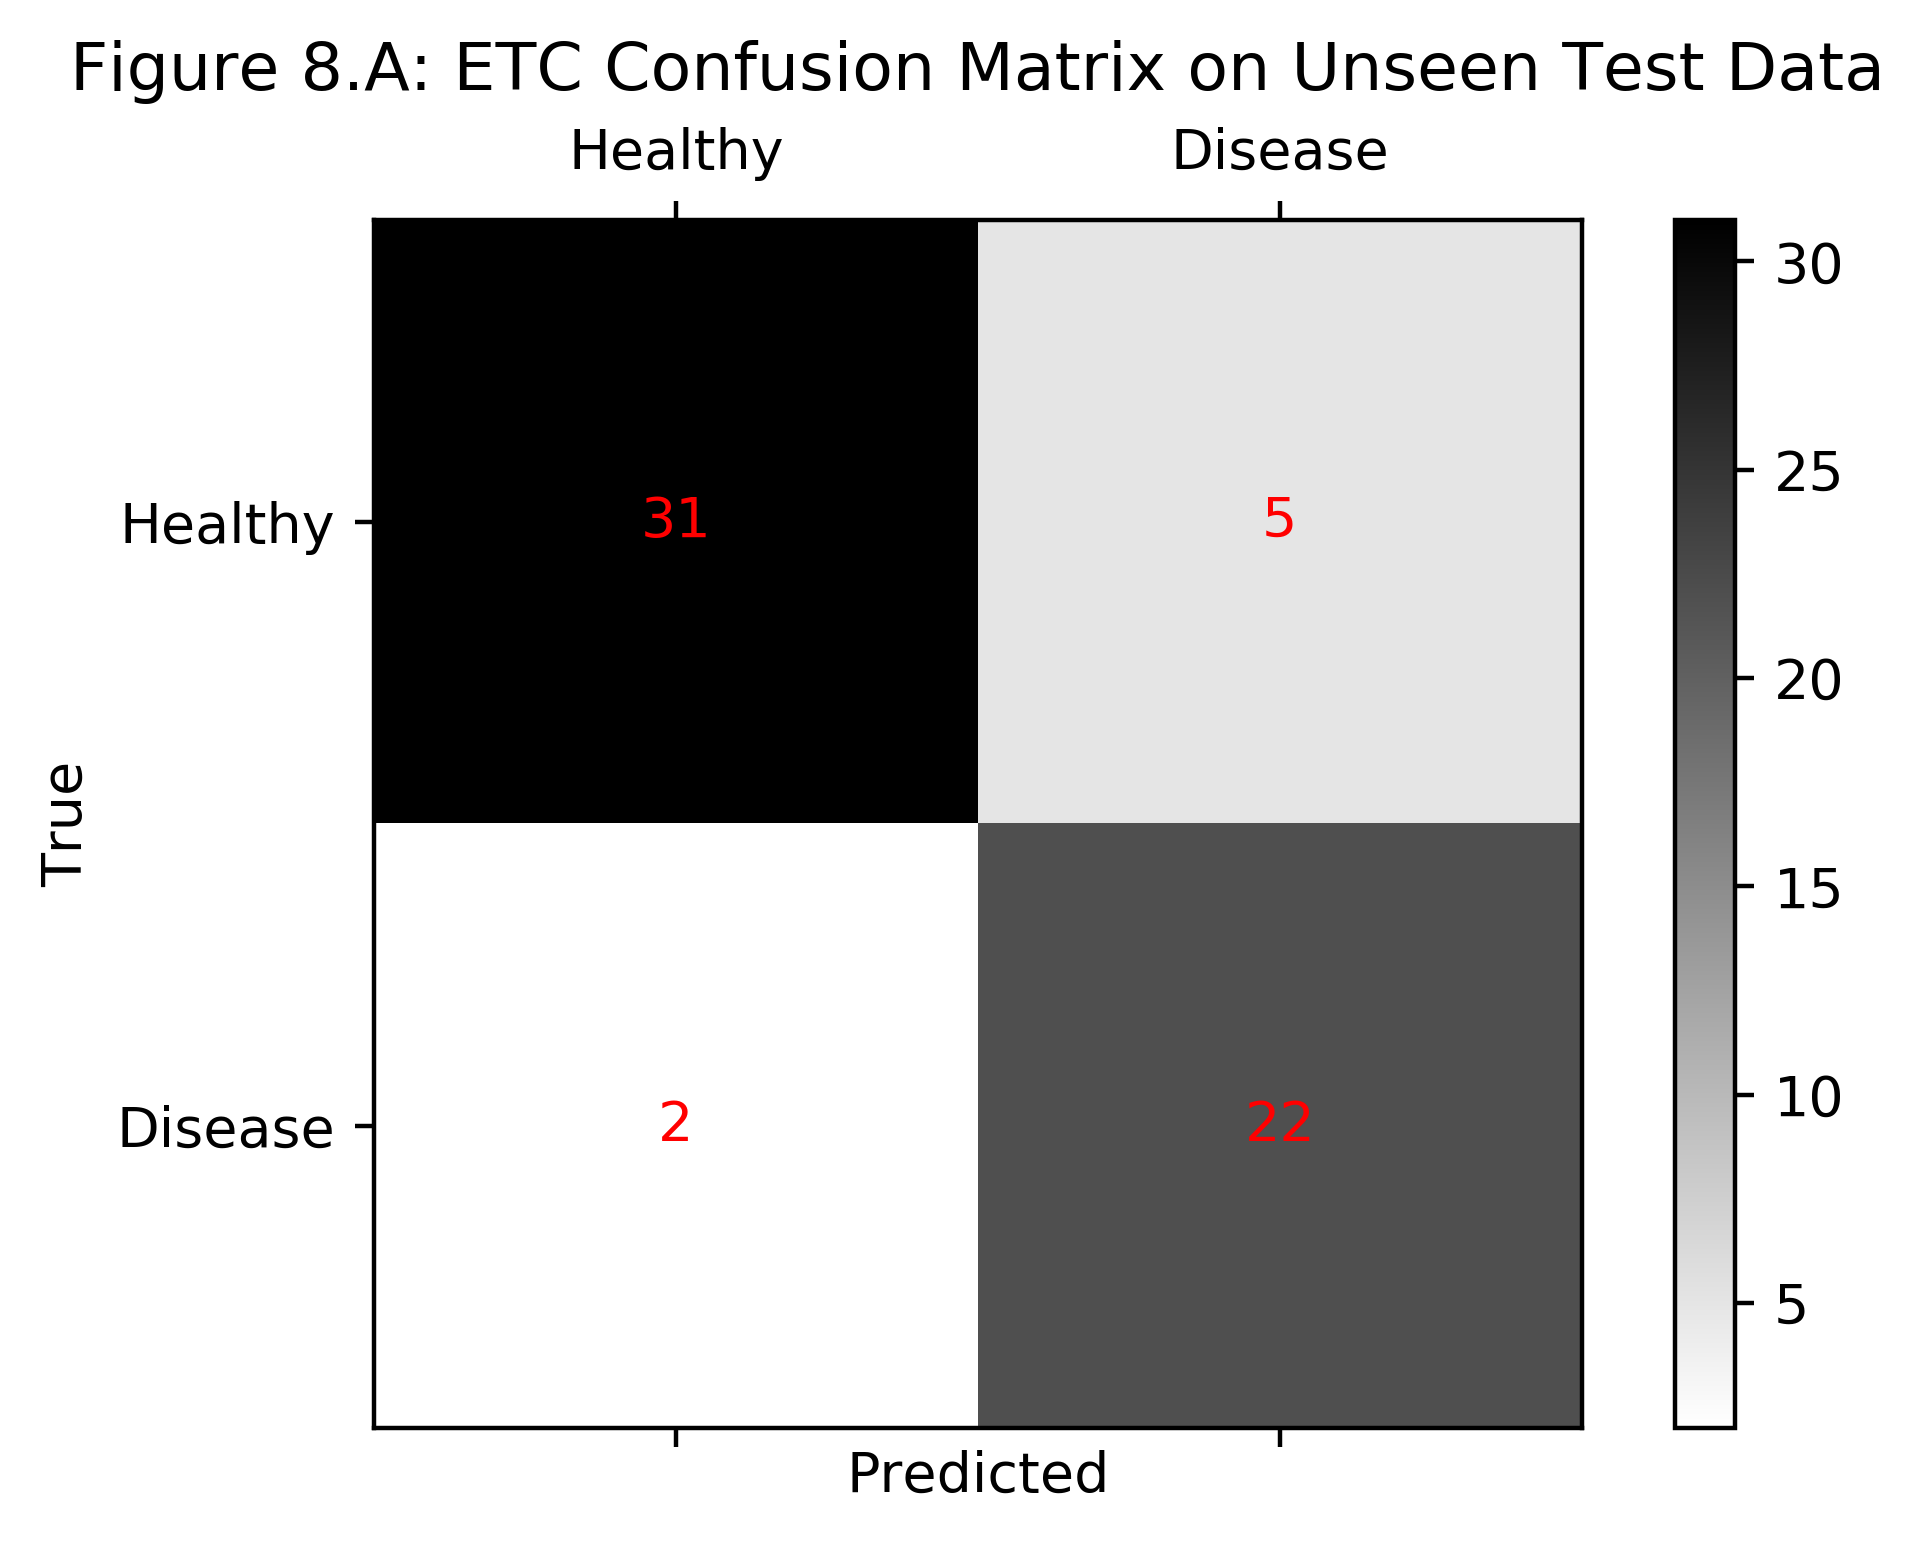 Figure 8.A: ETC Confusion Matrix on Unseen Test Data
Healthy Disease
30
25
20
15
10
5
Healthy 31 5
True
Disease 2 22
Predicted